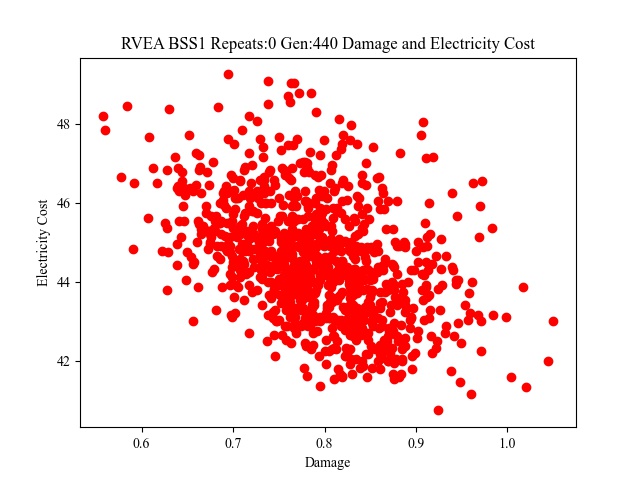 RVEA BSS1 Repeats:0 Gen:440 Damage and Electricity Cost
48
46
44
42
Electricity Cost
0.6 0.7 0.8 0.9 1.0
Damage